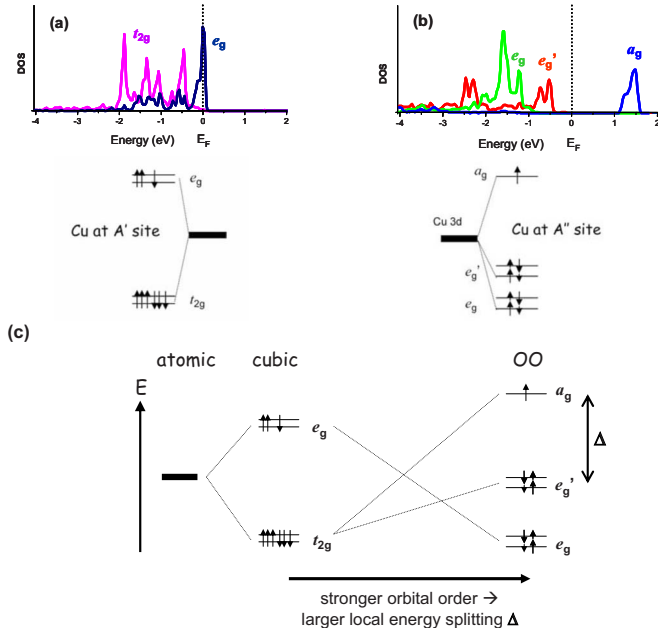 (a)
t2g
eg
DOS
-4 -3 -2 -1 0 1 2
Energy (eV) EF
(b)
eg
eg'
ag
DOS
-4 -3 -2 -1 0 1 2
Energy (eV) EF
eg
Cu at A' site
t2g
ag
Cu 3d
Cu at A" site
eg'
eg
(c)
atomic cubic OO
E
eg
t2g
ag
Δ
eg'
eg
stronger orbital order →
larger local energy splitting Δ